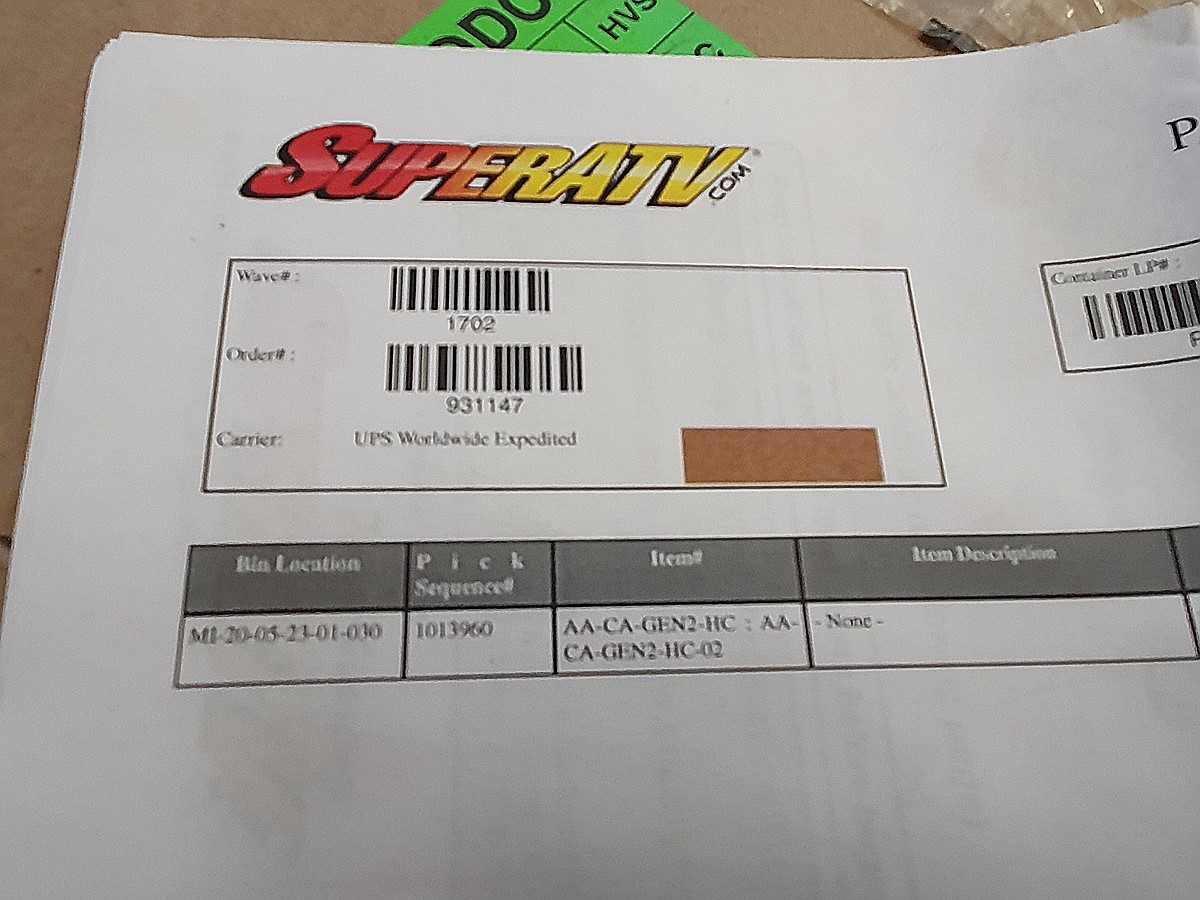 DDO
HVS
C.
SUPERATV.COM
P
Wave# :
1702
Order# :
931147
Carrier: UPS Worldwide Expedited
Container LP# :
Bin Location Pick Sequence# Item# Item Description
MI-20-05-23-01-030 1013960 AA-CA-GEN2-HC : AA- - None -
CA-GEN2-HC-02